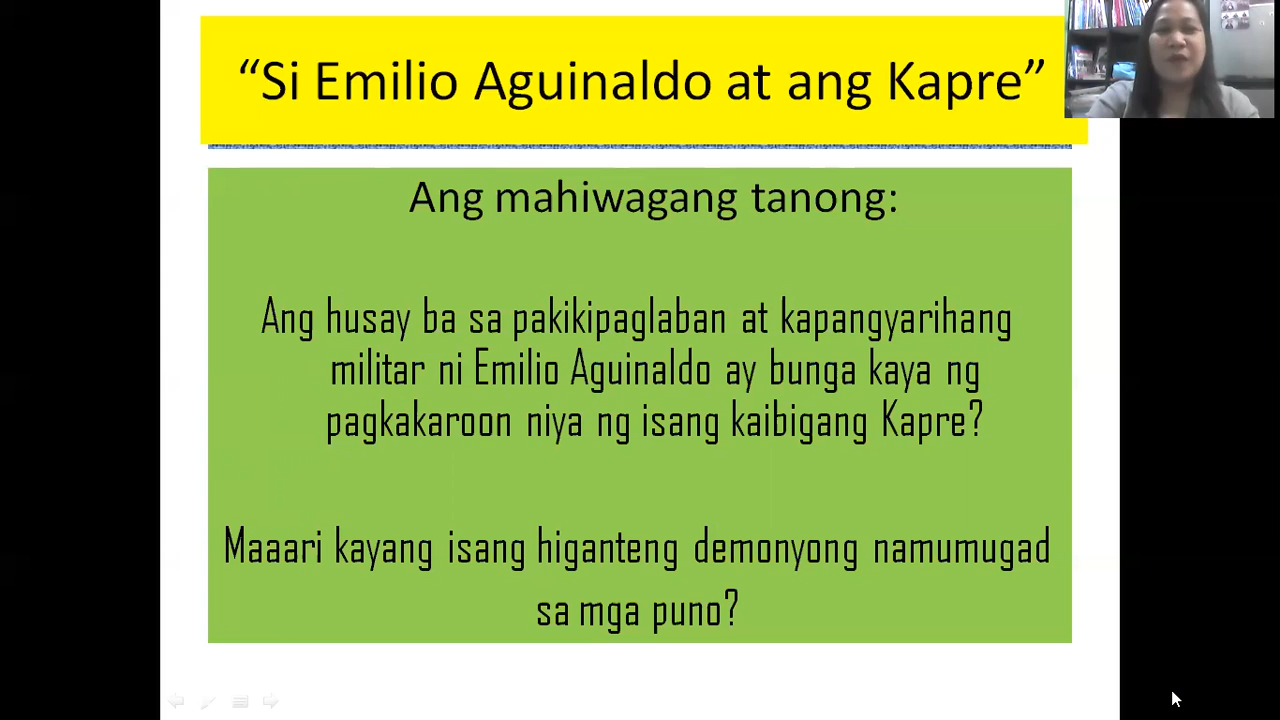 “Si Emilio Aguinaldo at ang Kapre”
Ang mahiwagang tanong:
Ang husay ba sa pakikipaglaban at kapangyarihang
militar ni Emilio Aguinaldo ay bunga kaya ng
pagkakaroon niya ng isang kaibigang Kapre?
Maaari kayang isang higanteng demonyong namumugad
sa mga puno?